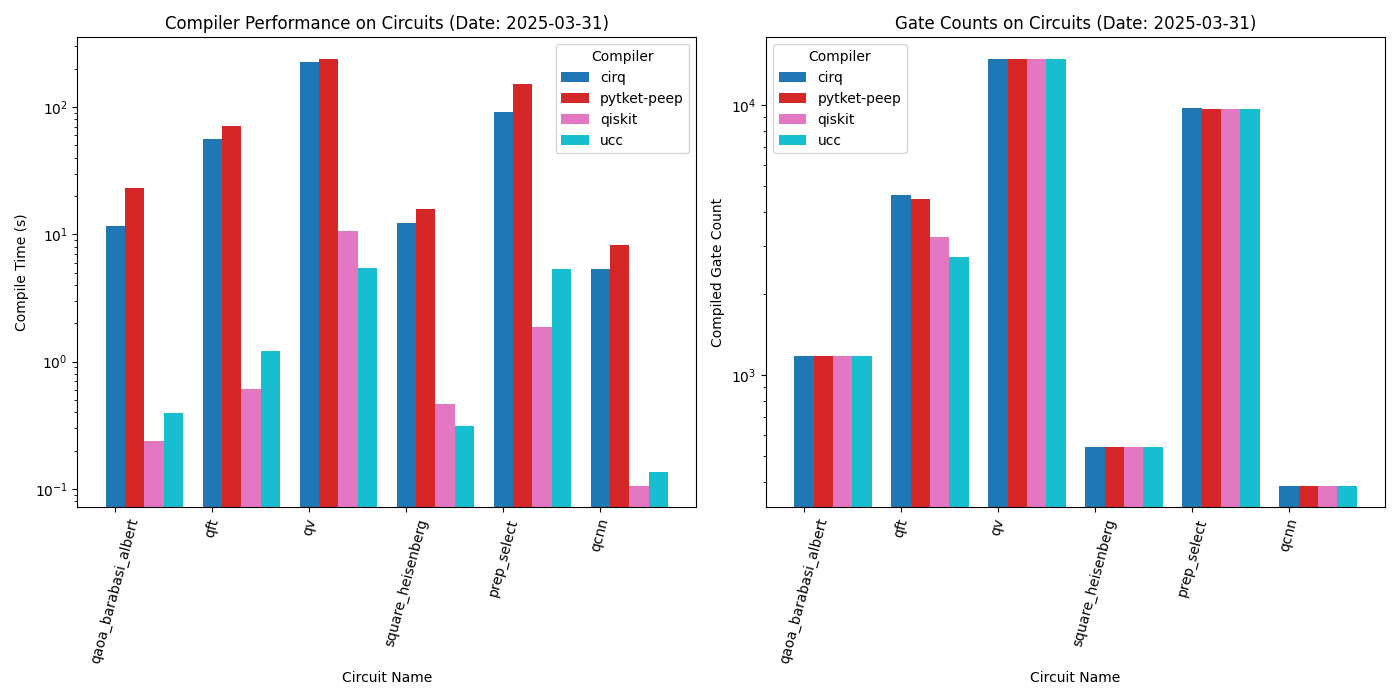 Compiler Performance on Circuits (Date: 2025-03-31)
Compiler
cirq
pytket-peep
qiskit
ucc
Compile Time (s)
10²
10¹
10⁰
10⁻¹
qaoa_barabasi_albert
qft
qv
square_heisenberg
prep_select
qcnn
Circuit Name
Gate Counts on Circuits (Date: 2025-03-31)
Compiler
cirq
pytket-peep
qiskit
ucc
Compiled Gate Count
10⁴
10³
qaoa_barabasi_albert
qft
qv
square_heisenberg
prep_select
qcnn
Circuit Name